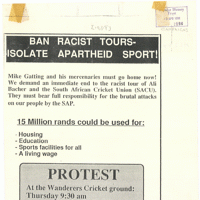 BAN RACIST TOURS-
ISOLATE APARTHEID SPORT!
Mike Gatting and his mercenaries must go home now!
We demand an immediate end to the racist tour of Ali
Bacher and the South African Cricket Union (SACU).
They must bear full responsibility for the brutal attacks
on our people by the SAP.
15 Million rands could be used for:
- Housing
- Education
- Sports facilities for all
- A living wage
PROTEST
At the Wanderers Cricket ground:
Thursday 9:30 am